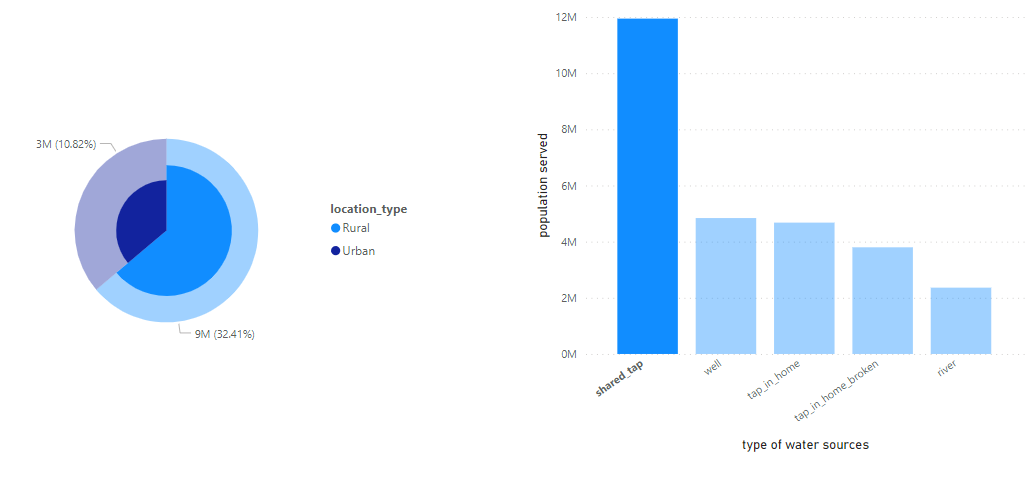 3M (10.82%)
9M (32.41%)
location_type
Rural
Urban
population served
12M
10M
8M
6M
4M
2M
0M
shared_tap
well
tap_in_home
tap_in_home_broken
river
type of water sources